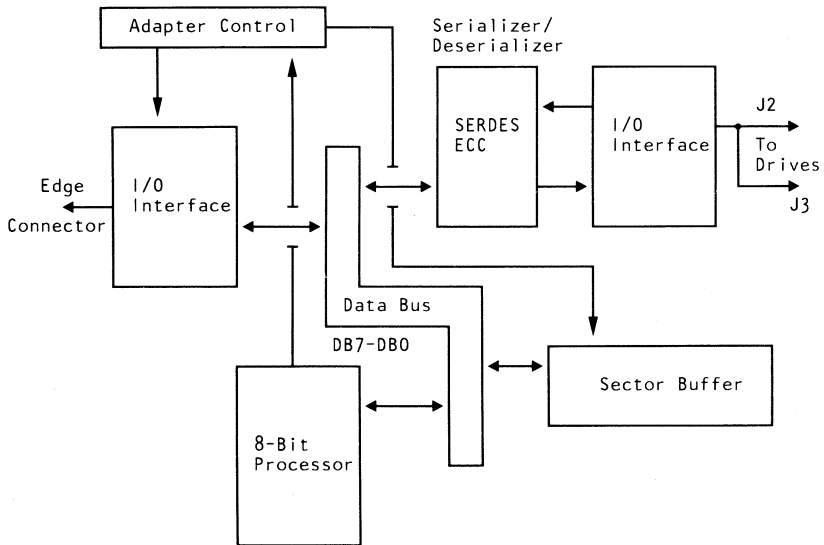 Adapter Control
Serializer/
Deserializer
SERDES
ECC
I/O
Interface
J2
To
Drives
J3
Edge
Connector
I/O
Interface
Data Bus
DB7-DB0
8-Bit
Processor
Sector Buffer